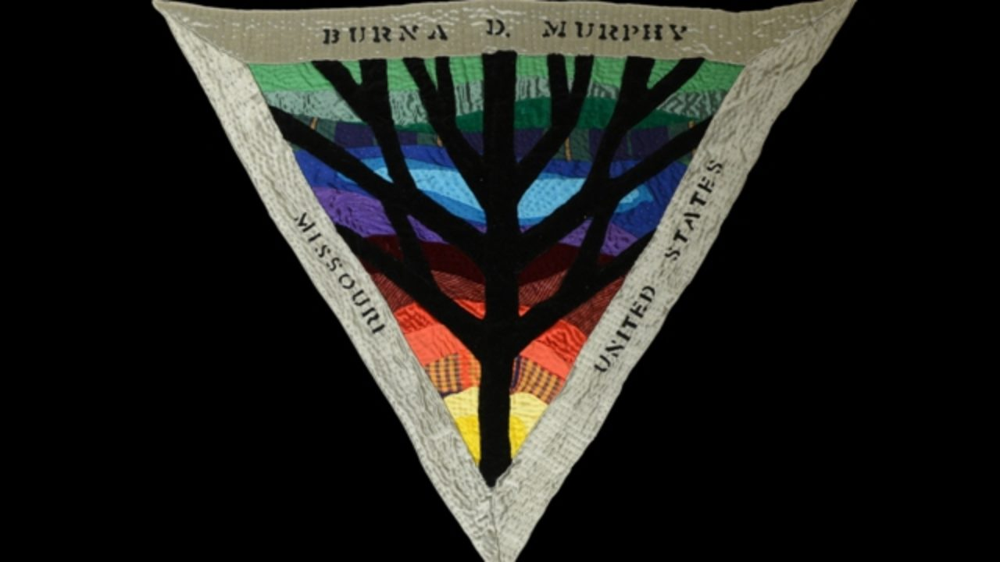 BURNA D. MURPHY
MISSOURI
UNITED STATES